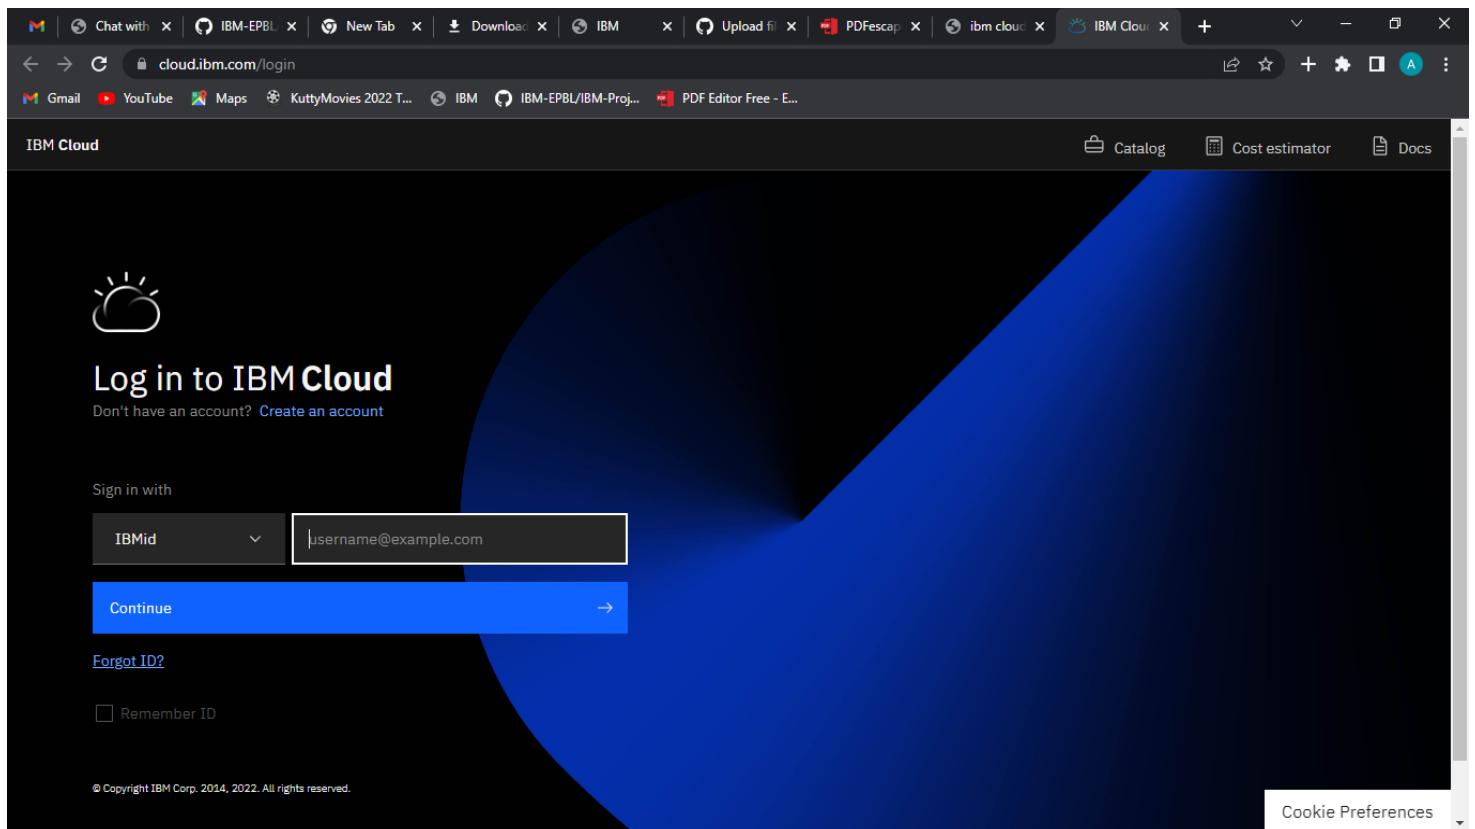 Chat with
IBM-EPBL
New Tab
Download
IBM
Upload fil
PDFescap
ibm cloud
IBM Cloud
cloud.ibm.com/login
A
Gmail
YouTube
Maps
KuttyMovies 2022 T...
IBM
IBM-EPBL/IBM-Proj...
PDF Editor Free - E...
IBM Cloud
Catalog
Cost estimator
Docs
Log in to IBM Cloud
Don't have an account? Create an account
Sign in with
IBMid
username@example.com
Continue
Forgot ID?
Remember ID
© Copyright IBM Corp. 2014, 2022. All rights reserved.
Cookie Preferences